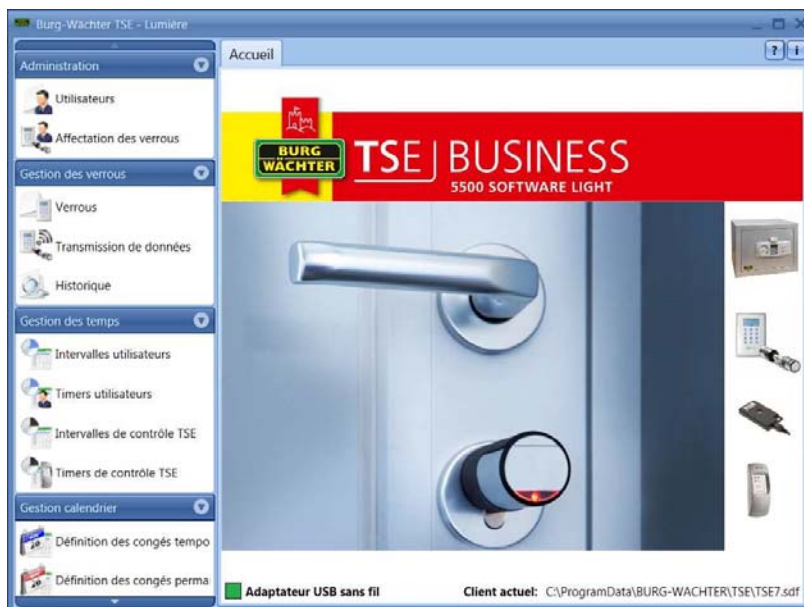 Burg-Wächter TSE - Lumière
Administration
Utilisateurs
Affectation des verrous
Gestion des verrous
Verrous
Transmission de données
Historique
Gestion des temps
Intervalles utilisateurs
Timers utilisateurs
Intervalles de contrôle TSE
Timers de contrôle TSE
Gestion calendrier
Définition des congés tempo
Définition des congés perma
Accueil
? i
BURG
WÄCHTER
TSE BUSINESS
5500 SOFTWARE LIGHT
Adaptateur USB sans fil
Client actuel: C:\ProgramData\BURG-WACHTER\TSE\TSE7.sdf